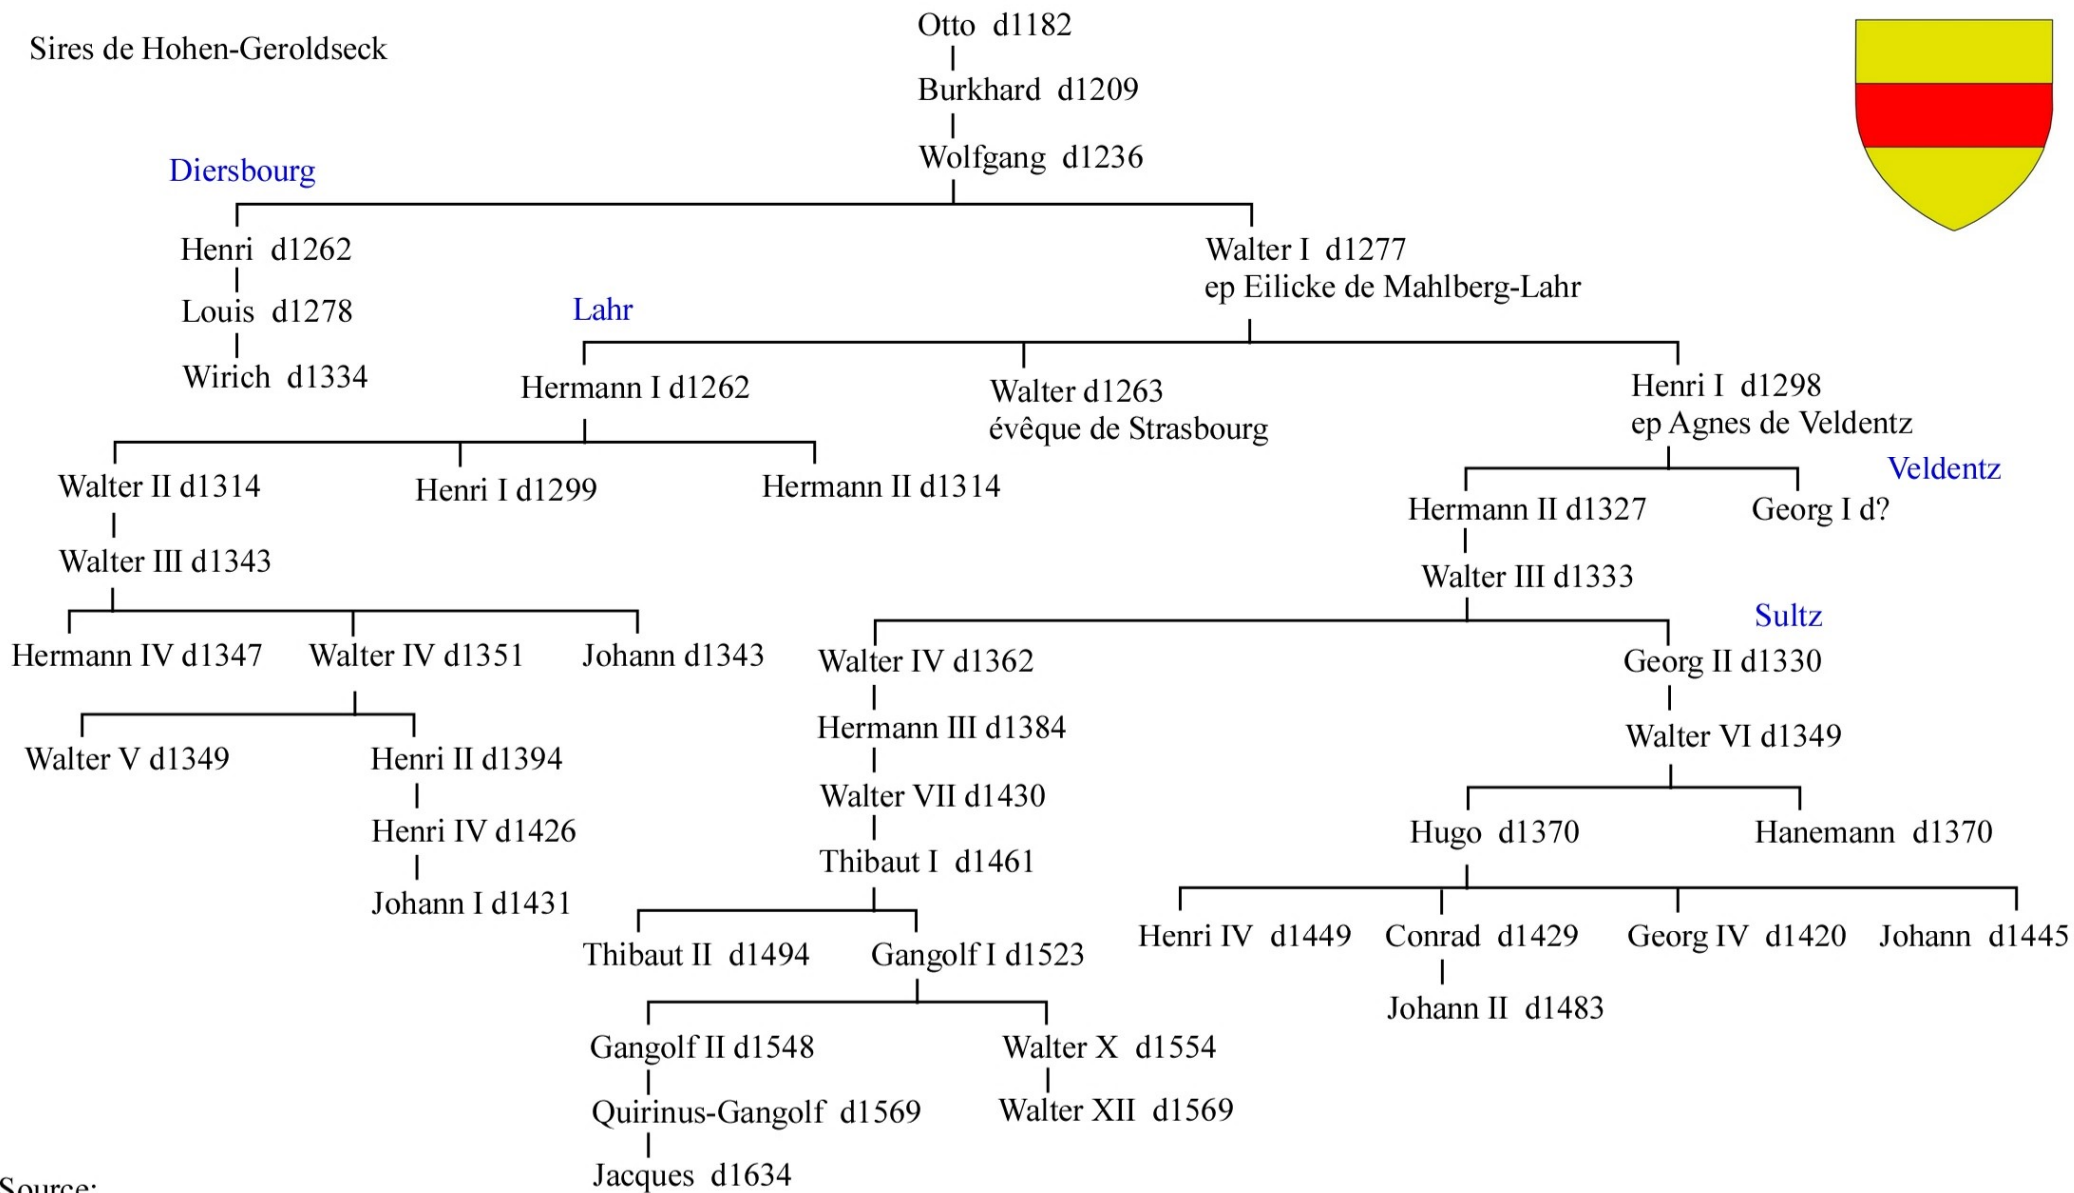 Otto d1182
Sires de Hohen-Geroldseck
Burkhard d1209
Wolfgang d1236
Diersbourg
Henri d1262
Walter I d1277
ep Eilicke de Mahlberg-Lahr
Louis d1278
Lahr
Wirich d1334
Hermann I d1262
Walter d1263
évêque de Strasbourg
Henri I d1298
ep Agnes de Veldentz
Veldentz
Walter II d1314
Henri I d1299
Hermann II d1314
Hermann II d1327
Georg I d?
Walter III d1343
Walter III d1333
Sultz
Hermann IV d1347
Walter IV d1351
Johann d1343
Walter IV d1362
Georg II d1330
Hermann III d1384
Walter VI d1349
Walter V d1349
Henri II d1394
Walter VII d1430
Henri IV d1426
Hugo d1370
Hanemann d1370
Thibaut I d1461
Johann I d1431
Thibaut II d1494
Gangolf I d1523
Henri IV d1449
Conrad d1429
Georg IV d1420
Johann d1445
Johann II d1483
Gangolf II d1548
Walter X d1554
Quirinus-Gangolf d1569
Walter XII d1569
Jacques d1634
Source: